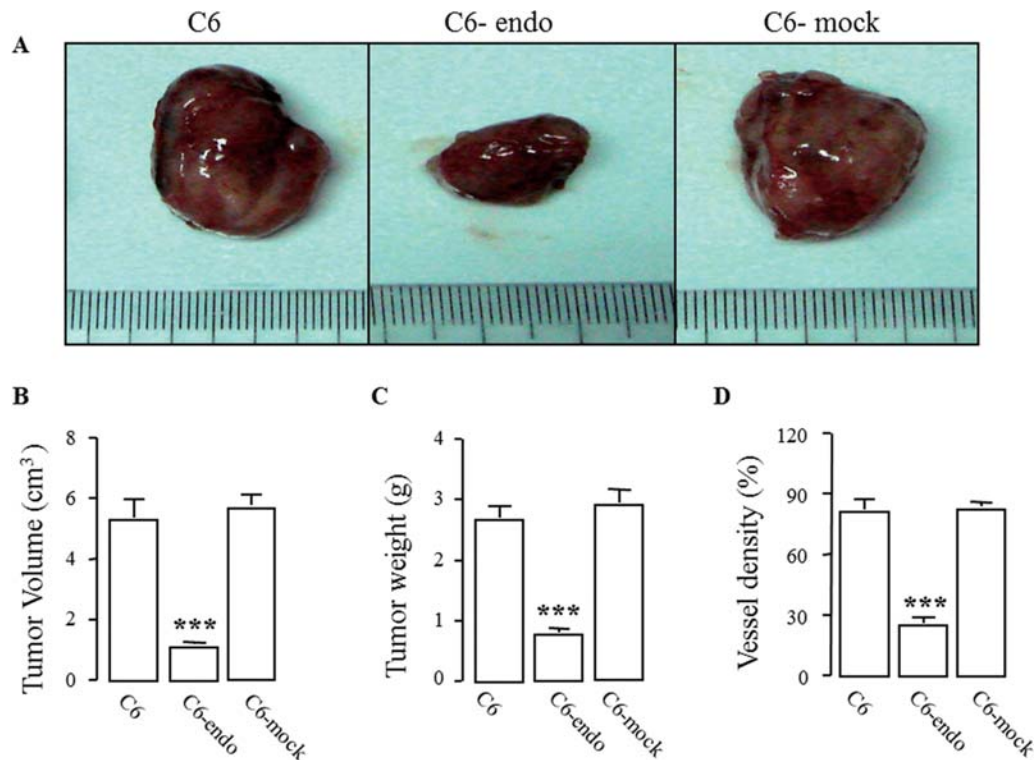 C6 C6- endo C6- mock
A
B
Tumor Volume (cm³)
8
6
4
2
0
***
C6
C6-endo
C6-mock
C
Tumor weight (g)
4
3
2
1
0
***
C6
C6-endo
C6-mock
D
Vessel density (%)
120
90
60
30
0
***
C6
C6-endo
C6-mock